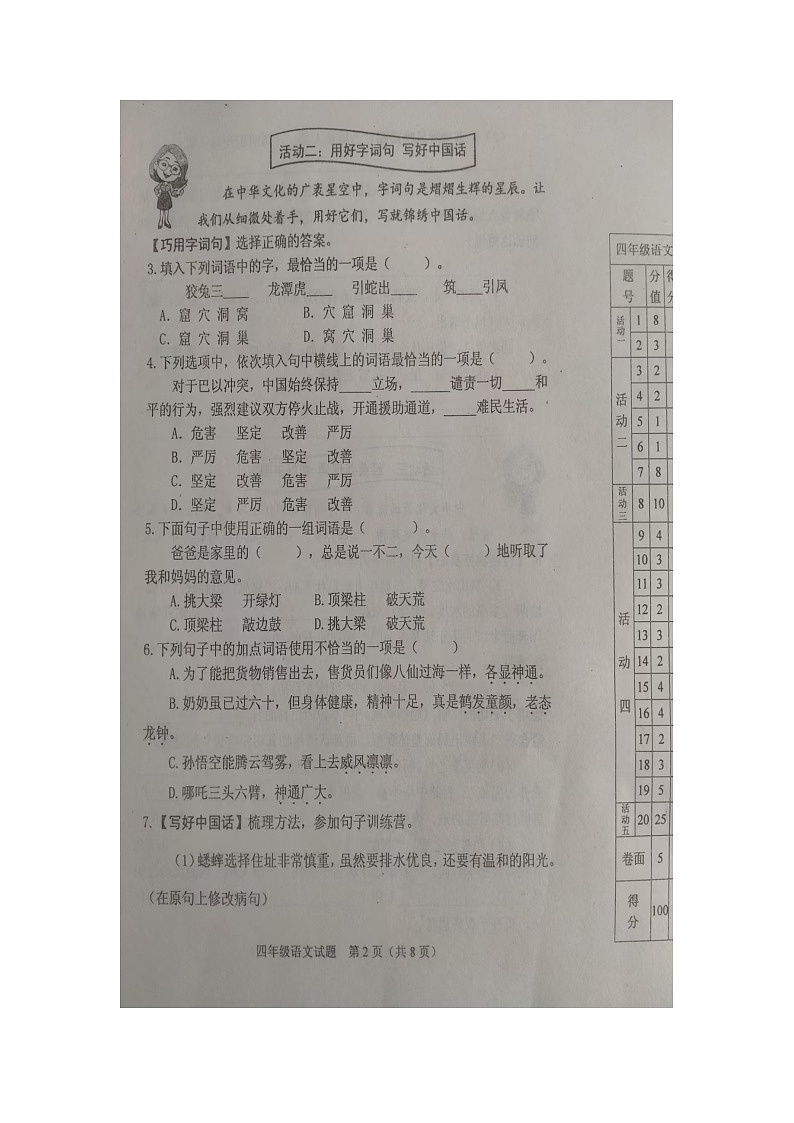 活动二：用好字词句 写好中国话
在中华文化的广袤星空中，字词句是熠熠生辉的星辰。让
我们从细微处着手，用好它们，写就锦绣中国话。
【巧用字词句】选择正确的答案。
3.填入下列词语中的字，最恰当的一项是（　　）。
狡兔三____　龙潭虎____　引蛇出____　筑____引凤
A. 窟 穴 洞 窝　　B. 穴 窟 洞 巢
C. 窟 穴 洞 巢　　D. 窝 穴 洞 巢
4.下列选项中，依次填入句中横线上的词语最恰当的一项是（　　）。
对于巴以冲突，中国始终保持_____立场，______谴责一切_____和
平的行为，强烈建议双方停火止战，开通援助通道，_____难民生活。
A. 危害　坚定　改善　严厉
B. 严厉　危害　坚定　改善
C. 坚定　改善　危害　严厉
D. 坚定　严厉　危害　改善
5.下面句子中使用正确的一组词语是（　　）。
爸爸是家里的（　　），总是说一不二，今天（　　）地听取了
我和妈妈的意见。
A.挑大梁　开绿灯　　B.顶梁柱　破天荒
C.顶梁柱　敲边鼓　　D.挑大梁　破天荒
6.下列句子中的加点词语使用不恰当的一项是（　　）
A.为了能把货物销售出去，售货员们像八仙过海一样，各显神通。
B.奶奶虽已过六十，但身体健康，精神十足，真是鹤发童颜，老态
龙钟。
C.孙悟空能腾云驾雾，看上去威风凛凛。
D.哪吒三头六臂，神通广大。
7.【写好中国话】梳理方法，参加句子训练营。
（1）蟋蟀选择住址非常慎重，虽然要排水优良，还要有温和的阳光。
（在原句上修改病句）
四年级语文试题　第2页（共8页）
四年级语文
题号 分值
活动一 1 8
2 3
活动二 3 2
4 2
5 1
6 1
7 8
活动三 8 10
活动四 9 4
10 3
11 3
12 2
13 3
14 2
15 4
16 4
17 2
18 3
19 5
活动五 20 25
卷面 5
得分 100